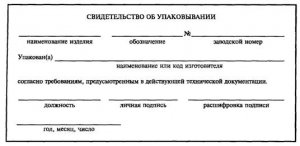 СВИДЕТЕЛЬСТВО ОБ УПАКОВЫВАНИИ
№
наименование изделия обозначение заводской номер
Упакован(а)
наименование или код изготовителя
согласно требованиям, предусмотренным в действующей технической документации.
должность личная подпись расшифровка подписи
год, месяц, число